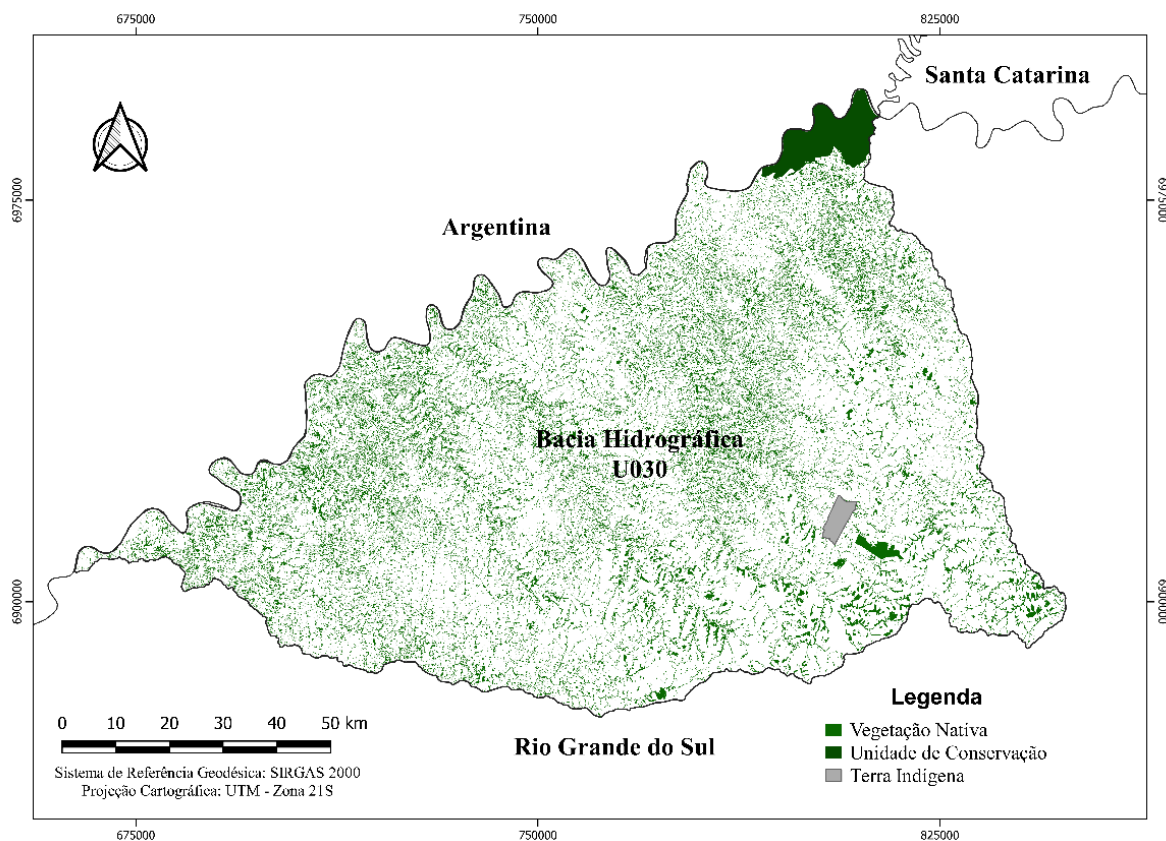 675000
750000
825000
Santa Catarina
6975000
6975000
Argentina
Bacia Hidrográfica
U030
6900000
6900000
Legenda
Vegetação Nativa
Unidade de Conservação
Terra Indígena
0 10 20 30 40 50 km
Rio Grande do Sul
Sistema de Referência Geodésica: SIRGAS 2000
Projeção Cartográfica: UTM - Zona 21S
675000
750000
825000